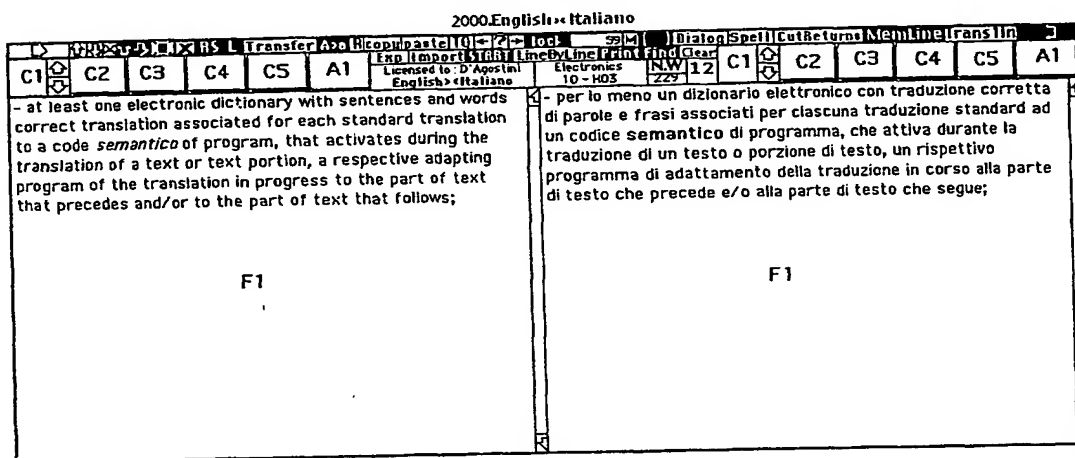 2000.English><Italiano
RS L Transfer A>a R copy paste TQ ← ? → lock 59 M Dialog Spell CutReturns MemLine TransLin
Exp Import START LineByLine Print Find Clear
C1 C2 C3 C4 C5 A1 Licensed to : D'Agostini Electronics N.W 12 C1 C2 C3 C4 C5 A1
English><Italiano 10 - H03 229
- at least one electronic dictionary with sentences and words
correct translation associated for each standard translation
to a code semantico of program, that activates during the
translation of a text or text portion, a respective adapting
program of the translation in progress to the part of text
that precedes and/or to the part of text that follows;
F1
- per lo meno un dizionario elettronico con traduzione corretta
di parole e frasi associati per ciascuna traduzione standard ad
un codice semantico di programma, che attiva durante la
traduzione di un testo o porzione di testo, un rispettivo
programma di adattamento della traduzione in corso alla parte
di testo che precede e/o alla parte di testo che segue;
F1